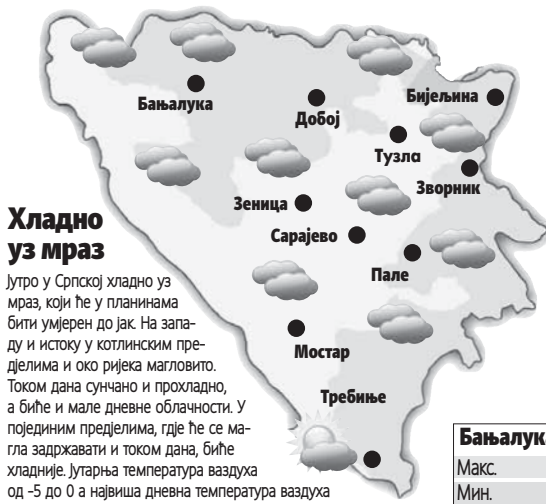 Бањалука
Добој
Бијељина
Тузла
Зворник
Зеница
Сарајево
Пале
Мостар
Требиње
Хладно
уз мраз
Јутро у Српској хладно уз
мраз, који ће у планинама
бити умјерен до јак. На запа-
ду и истоку у котлинским пре-
дјелима и око ријека магловито.
Током дана сунчано и прохладно,
а биће и мале дневне облачности. У
појединим предјелима, гдје ће се ма-
гла задржавати и током дана, биће
хладније. Јутарња температура ваздуха
од -5 до 0 а највиша дневна температура ваздуха
Бањалук
Макс.
Мин.